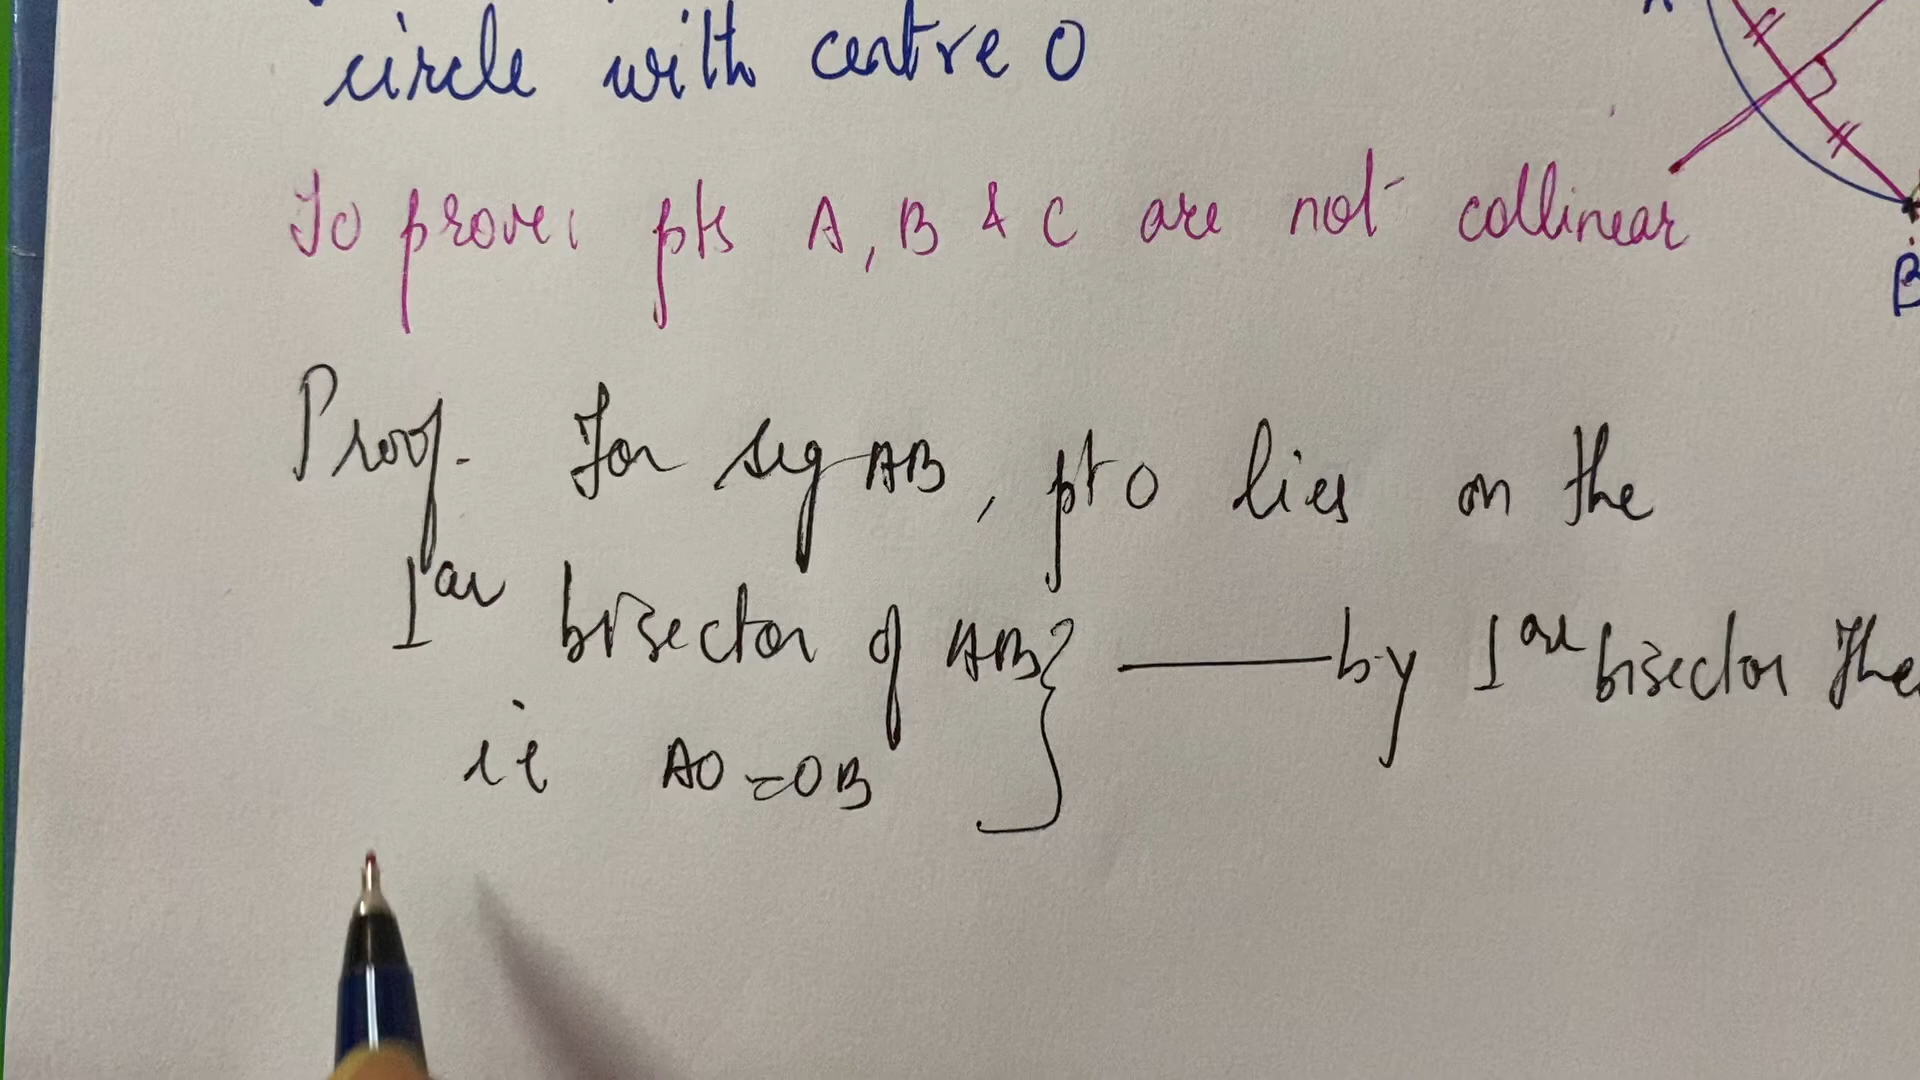 circle with centre O
To prove: pts A, B & C are not collinear
Proof. For seg AB, pt O lies on the
⊥ar bisector of AB } — by ⊥ar bisector
ie AO = OB
B